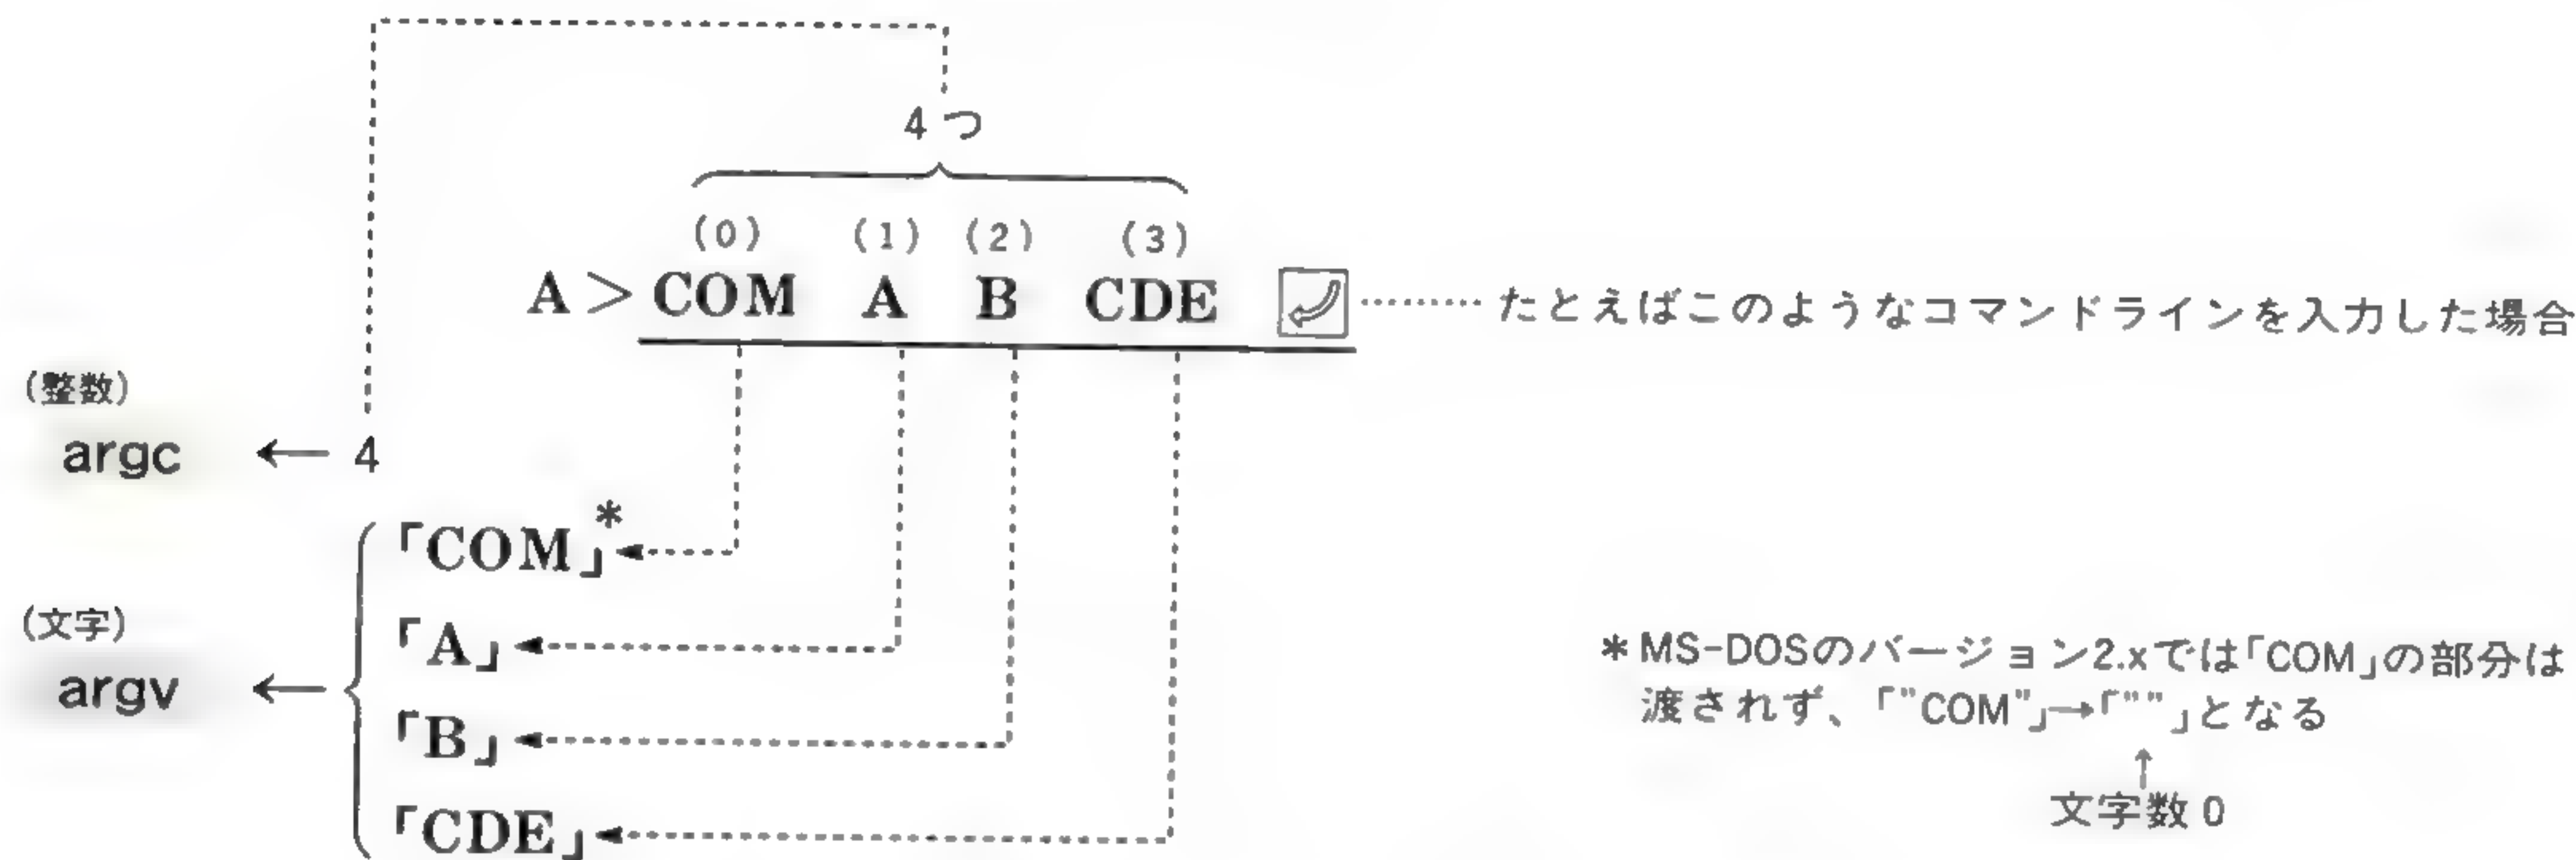 4つ
(0) (1) (2) (3)
A>COM A B CDE ………たとえばこのようなコマンドラインを入力した場合
(整数)
argc ← 4
「COM」*
「A」
(文字)
argv ←
「B」
「CDE」
*MS-DOSのバージョン2.xでは「COM」の部分は
渡されず、「"COM"」→「""」となる
↑
文字数0